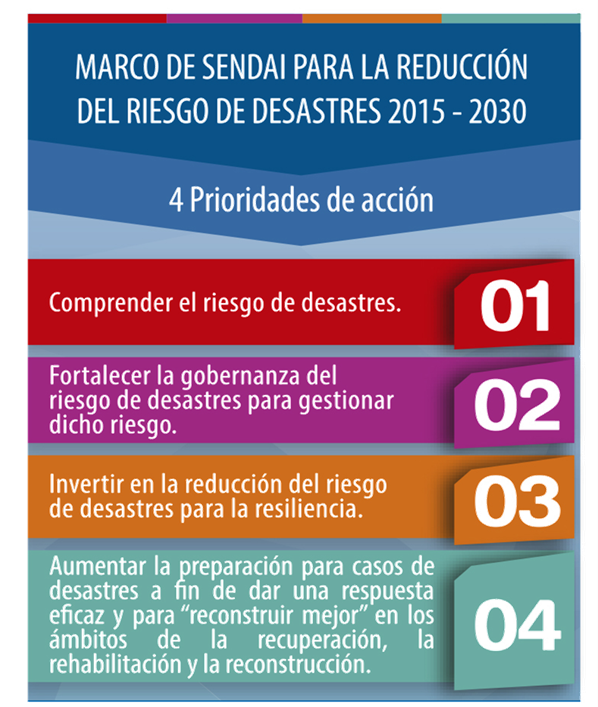 MARCO DE SENDAI PARA LA REDUCCIÓN
DEL RIESGO DE DESASTRES 2015 - 2030
4 Prioridades de acción
Comprender el riesgo de desastres.
01
Fortalecer la gobernanza del
riesgo de desastres para gestionar
dicho riesgo.
02
Invertir en la reducción del riesgo
de desastres para la resiliencia.
03
Aumentar la preparación para casos de
desastres a fin de dar una respuesta
eficaz y para “reconstruir mejor” en los
ámbitos de la recuperación, la
rehabilitación y la reconstrucción.
04